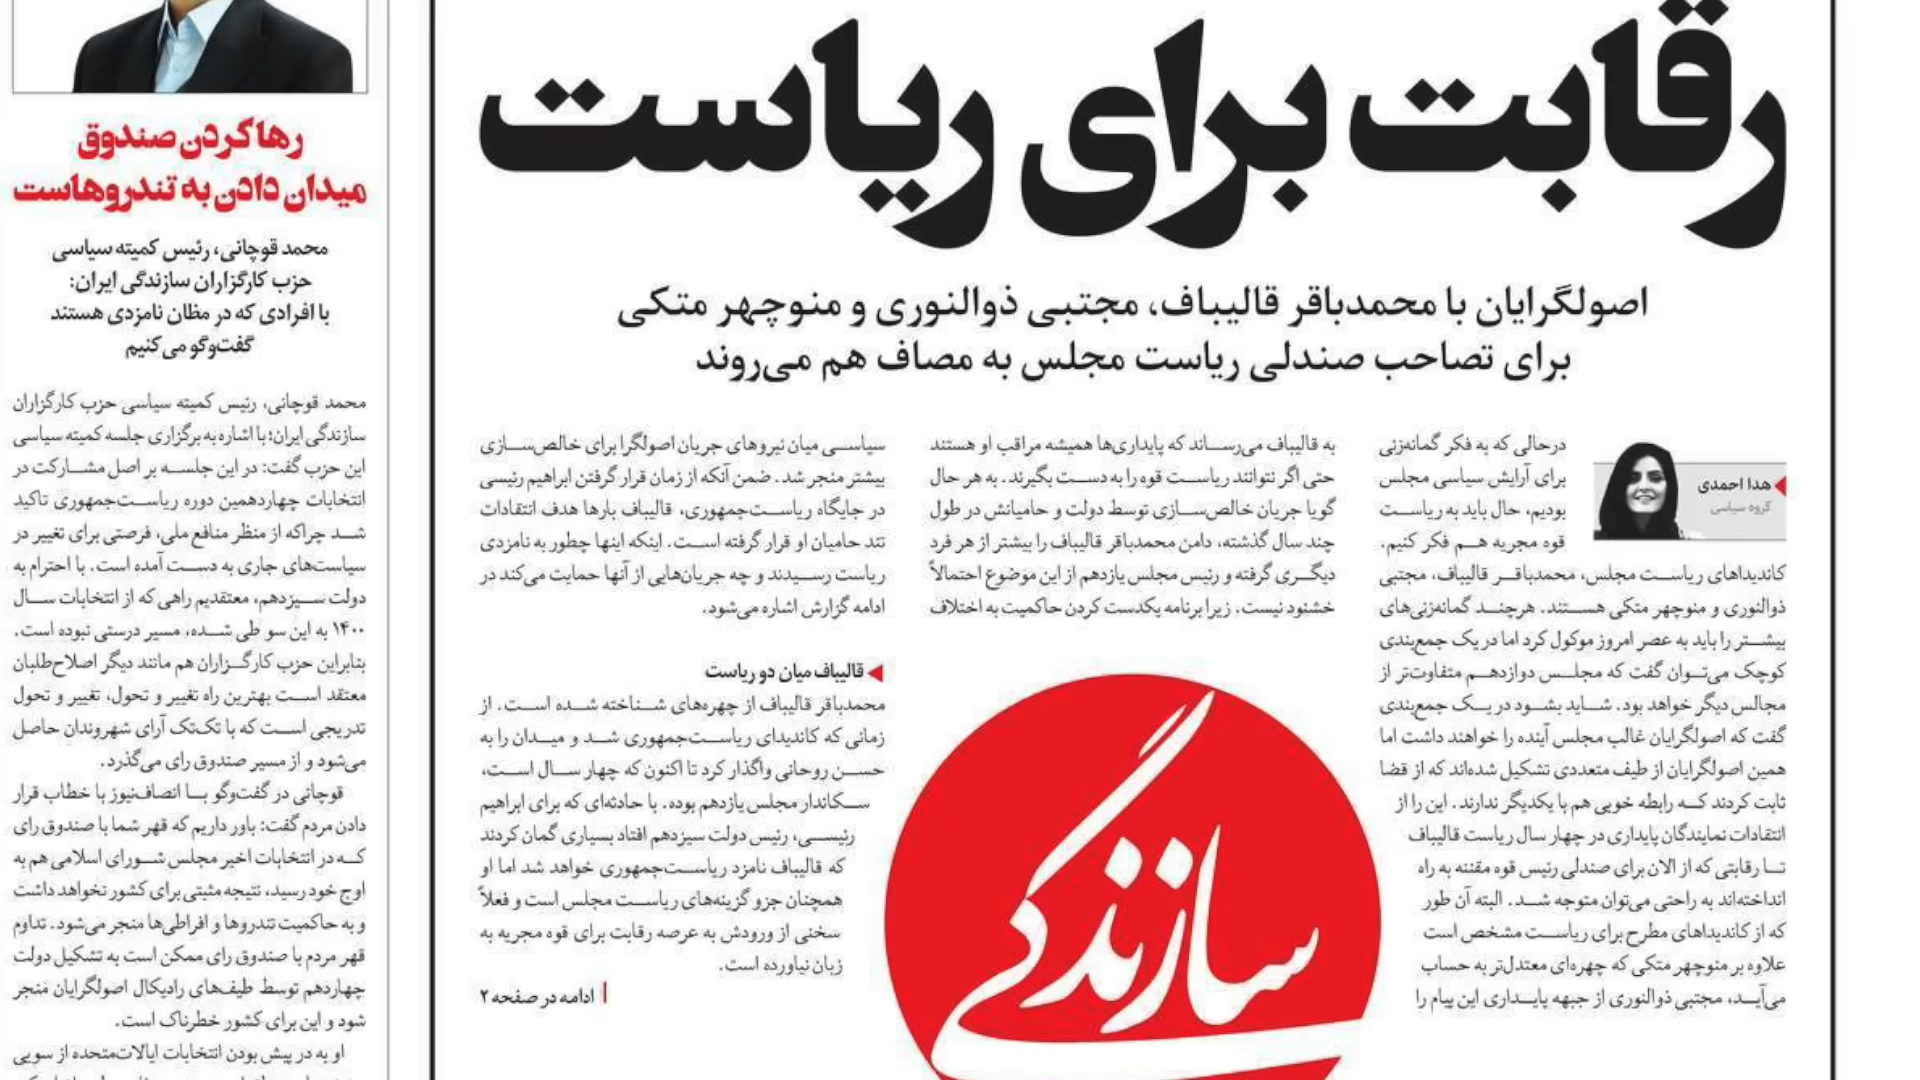 رقابت برای ریاست
اصولگرایان با محمدباقر قالیباف، مجتبی ذوالنوری و منوچهر متکی
برای تصاحب صندلی ریاست مجلس به مصاف هم می‌روند
هدا احمدی
گروه سیاسی
درحالی که به فکر گمانه‌زنی
برای آرایش سیاسی مجلس
بودیم، حال باید به ریاست
قوه مجریه هم فکر کنیم.
کاندیداهای ریاست مجلس، محمدباقر قالیباف، مجتبی
ذوالنوری و منوچهر متکی هستند. هرچند گمانه‌زنی‌های
بیشتر را باید به عصر امروز موکول کرد اما در یک جمع‌بندی
کوچک می‌توان گفت که مجلس دوازدهم متفاوت‌تر از
مجالس دیگر خواهد بود. شاید بشود در یک جمع‌بندی
گفت که اصولگرایان غالب مجلس آینده را خواهند داشت اما
همین اصولگرایان از طیف متعددی تشکیل شده‌اند که از قضا
ثابت کردند که رابطه خوبی هم با یکدیگر ندارند. این را از
انتقادات نمایندگان پایداری در چهار سال ریاست قالیباف
تا رقابتی که از الان برای صندلی رئیس قوه مقننه به راه
انداخته‌اند به راحتی می‌توان متوجه شد. البته آن طور
که از کاندیداهای مطرح برای ریاست مشخص است
علاوه بر منوچهر متکی که چهره‌ای معتدل‌تر به حساب
می‌آید، مجتبی ذوالنوری از جبهه پایداری این پیام را
به قالیباف می‌رساند که پایداری‌ها همیشه مراقب او هستند
حتی اگر نتوانند ریاست قوه را به دست بگیرند. به هر حال
گویا جریان خالص‌سازی توسط دولت و حامیانش در طول
چند سال گذشته، دامن محمدباقر قالیباف را بیشتر از هر فرد
دیگری گرفته و رئیس مجلس یازدهم از این موضوع احتمالاً
خشنود نیست. زیرا برنامه یکدست کردن حاکمیت به اختلاف
سیاسی میان نیروهای جریان اصولگرا برای خالص‌سازی
بیشتر منجر شد. ضمن آنکه از زمان قرار گرفتن ابراهیم رئیسی
در جایگاه ریاست‌جمهوری، قالیباف بارها هدف انتقادات
تند حامیان او قرار گرفته است. اینکه اینها چطور به نامزدی
ریاست رسیدند و چه جریان‌هایی از آنها حمایت می‌کند در
ادامه گزارش اشاره می‌شود.
قالیباف میان دو ریاست
محمدباقر قالیباف از چهره‌های شناخته شده است. از
زمانی که کاندیدای ریاست‌جمهوری شد و میدان را به
حسن روحانی واگذار کرد تا اکنون که چهار سال است،
سکاندار مجلس یازدهم بوده. با حادثه‌ای که برای ابراهیم
رئیسی، رئیس دولت سیزدهم افتاد بسیاری گمان کردند
که قالیباف نامزد ریاست‌جمهوری خواهد شد اما او
همچنان جزو گزینه‌های ریاست مجلس است و فعلاً
سخنی از ورودش به عرصه رقابت برای قوه مجریه به
زبان نیاورده است.
ادامه در صفحه ۲
سازندگی
رها کردن صندوق
میدان دادن به تندروهاست
محمد قوچانی، رئیس کمیته سیاسی
حزب کارگزاران سازندگی ایران:
با افرادی که در مظان نامزدی هستند
گفت‌وگو می‌کنیم
محمد قوچانی، رئیس کمیته سیاسی حزب کارگزاران
سازندگی ایران؛ با اشاره به برگزاری جلسه کمیته سیاسی
این حزب گفت: در این جلسه بر اصل مشارکت در
انتخابات چهاردهمین دوره ریاست‌جمهوری تاکید
شد چراکه از منظر منافع ملی، فرصتی برای تغییر در
سیاست‌های جاری به دست آمده است. با احترام به
دولت سیزدهم، معتقدیم راهی که از انتخابات سال
۱۴۰۰ به این سو طی شده، مسیر درستی نبوده است.
بنابراین حزب کارگزاران هم مانند دیگر اصلاح‌طلبان
معتقد است بهترین راه تغییر و تحول، تغییر و تحول
تدریجی است که با تک‌تک آرای شهروندان حاصل
می‌شود و از مسیر صندوق رای می‌گذرد.
قوچانی در گفت‌وگو با انصاف‌نیوز با خطاب قرار
دادن مردم گفت: باور داریم که قهر شما با صندوق رای
که در انتخابات اخیر مجلس شورای اسلامی هم به
اوج خود رسید، نتیجه مثبتی برای کشور نخواهد داشت
و به حاکمیت تندروها و افراطی‌ها منجر می‌شود. تداوم
قهر مردم با صندوق رای ممکن است به تشکیل دولت
چهاردهم توسط طیف‌های رادیکال اصولگرایان منجر
شود و این برای کشور خطرناک است.
او به در پیش بودن انتخابات ایالات‌متحده از سویی